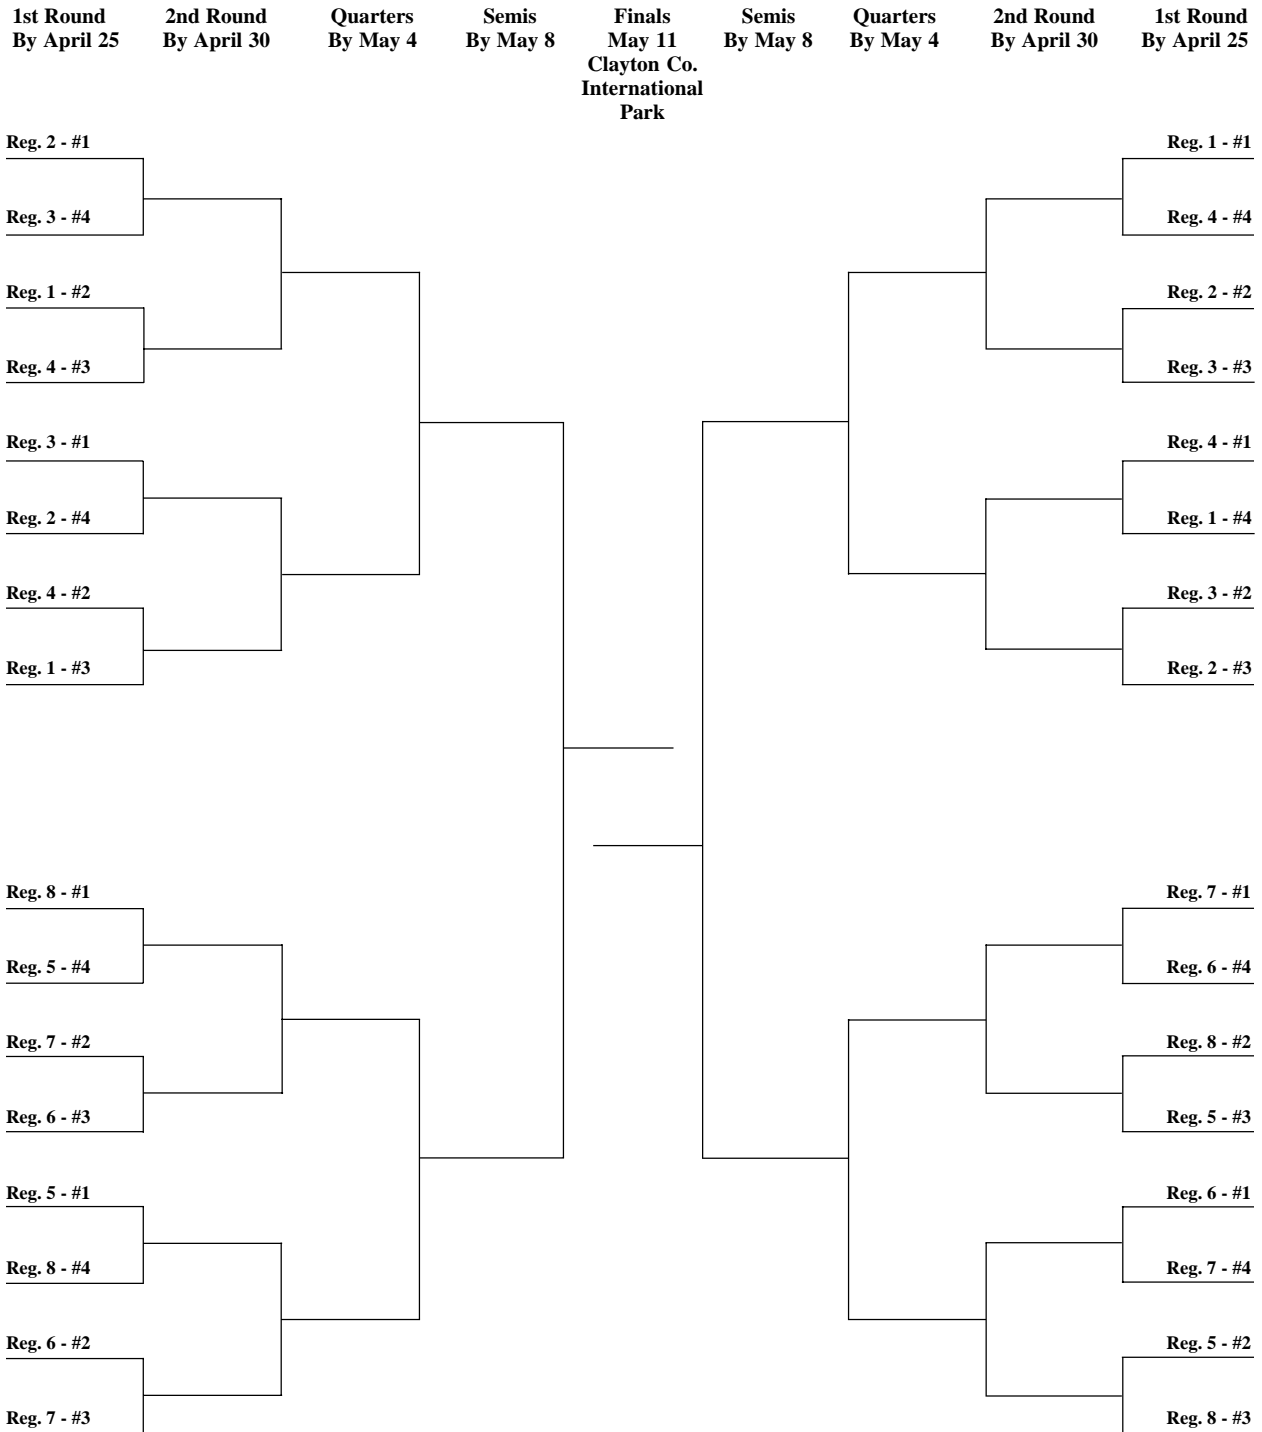 1st Round 2nd Round Quarters Semis Finals Semis Quarters 2nd Round 1st Round
By April 25 By April 30 By May 4 By May 8 May 11 By May 8 By May 4 By April 30 By April 25
Clayton Co.
International
Park
Reg. 2 - #1 Reg. 1 - #1
Reg. 3 - #4 Reg. 4 - #4
Reg. 1 - #2 Reg. 2 - #2
Reg. 4 - #3 Reg. 3 - #3
Reg. 3 - #1 Reg. 4 - #1
Reg. 2 - #4 Reg. 1 - #4
Reg. 4 - #2 Reg. 3 - #2
Reg. 1 - #3 Reg. 2 - #3
Reg. 8 - #1 Reg. 7 - #1
Reg. 5 - #4 Reg. 6 - #4
Reg. 7 - #2 Reg. 8 - #2
Reg. 6 - #3 Reg. 5 - #3
Reg. 5 - #1 Reg. 6 - #1
Reg. 8 - #4 Reg. 7 - #4
Reg. 6 - #2 Reg. 5 - #2
Reg. 7 - #3 Reg. 8 - #3